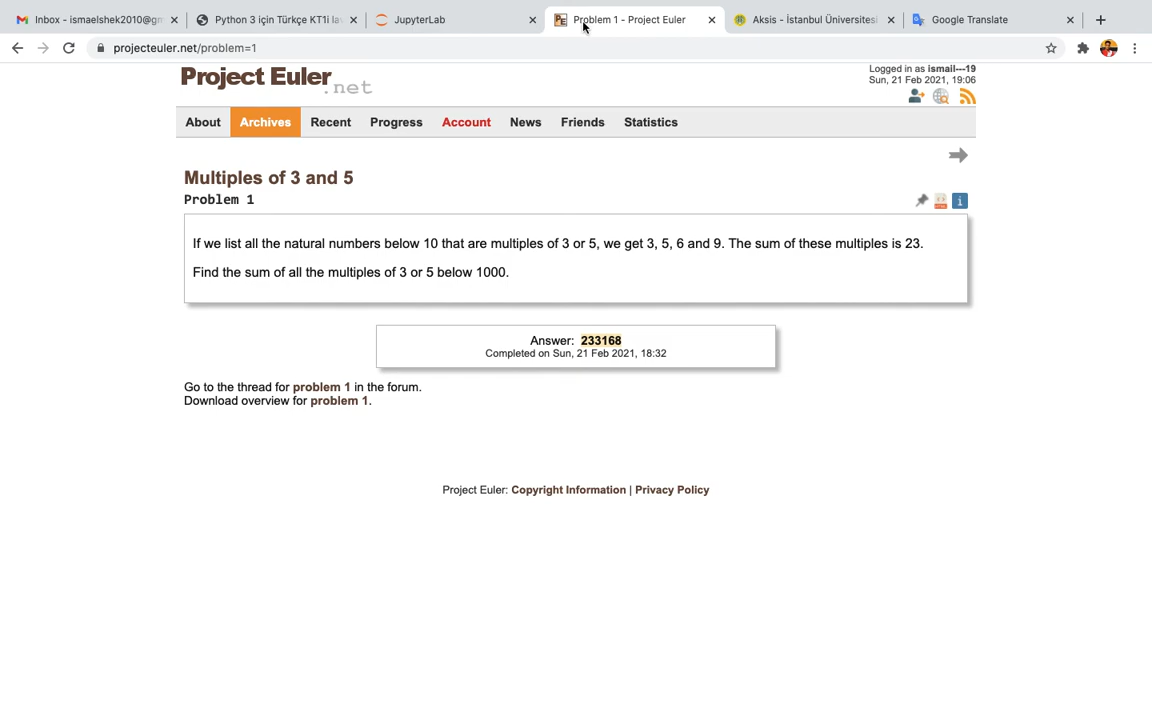 Inbox - ismaelshek2010@gm
Python 3 için Türkçe KT1i la
JupyterLab
Problem 1 - Project Euler
Aksis - İstanbul Üniversitesi
Google Translate
projecteuler.net/problem=1
Project Euler.net
Logged in as ismail---19
Sun, 21 Feb 2021, 19:06
About Archives Recent Progress Account News Friends Statistics
Multiples of 3 and 5
Problem 1
If we list all the natural numbers below 10 that are multiples of 3 or 5, we get 3, 5, 6 and 9. The sum of these multiples is 23.
Find the sum of all the multiples of 3 or 5 below 1000.
Answer: 233168
Completed on Sun, 21 Feb 2021, 18:32
Go to the thread for problem 1 in the forum.
Download overview for problem 1.
Project Euler: Copyright Information | Privacy Policy